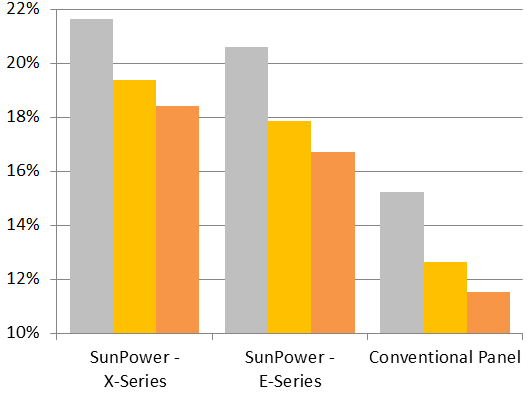 22%
20%
18%
16%
14%
12%
10%
SunPower -
X-Series
SunPower -
E-Series
Conventional Panel